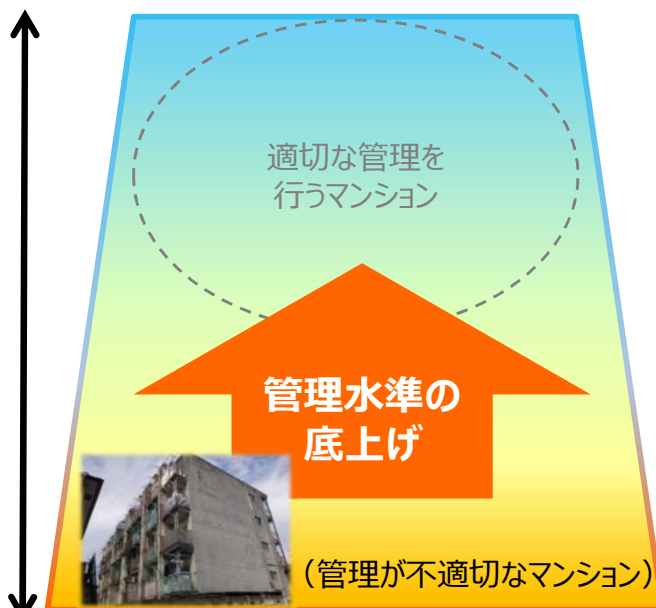 適切な管理を
行うマンション
管理水準の
底上げ
（管理が不適切なマンション）